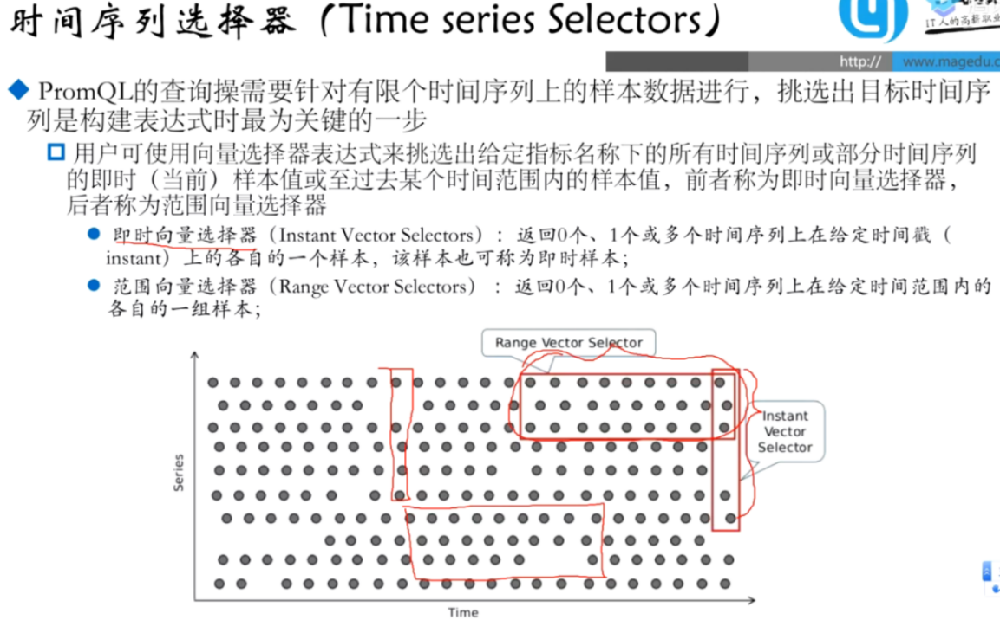 时间序列选择器（Time series Selectors）
IT人的高薪职业
http://
www.magedu.c
PromQL的查询操需要针对有限个时间序列上的样本数据进行，挑选出目标时间序
列是构建表达式时最为关键的一步
用户可使用向量选择器表达式来挑选出给定指标名称下的所有时间序列或部分时间序列
的即时（当前）样本值或至过去某个时间范围内的样本值，前者称为即时向量选择器，
后者称为范围向量选择器
即时向量选择器（Instant Vector Selectors）：返回0个、1个或多个时间序列上在给定时间戳（
instant）上的各自的一个样本，该样本也可称为即时样本；
范围向量选择器（Range Vector Selectors）：返回0个、1个或多个时间序列上在给定时间范围内的
各自的一组样本；
Range Vector Selector
Instant
Vector
Selector
Series
Time